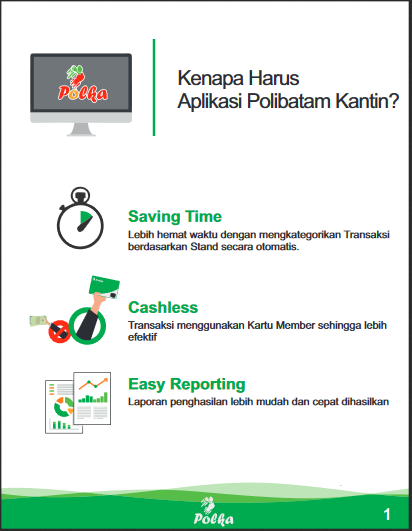 Polka
Kenapa Harus
Aplikasi Polibatam Kantin?
Saving Time
Lebih hemat waktu dengan mengkategorikan Transaksi
berdasarkan Stand secara otomatis.
Cashless
Transaksi menggunakan Kartu Member sehingga lebih
efektif
Easy Reporting
Laporan penghasilan lebih mudah dan cepat dihasilkan
Polka
1